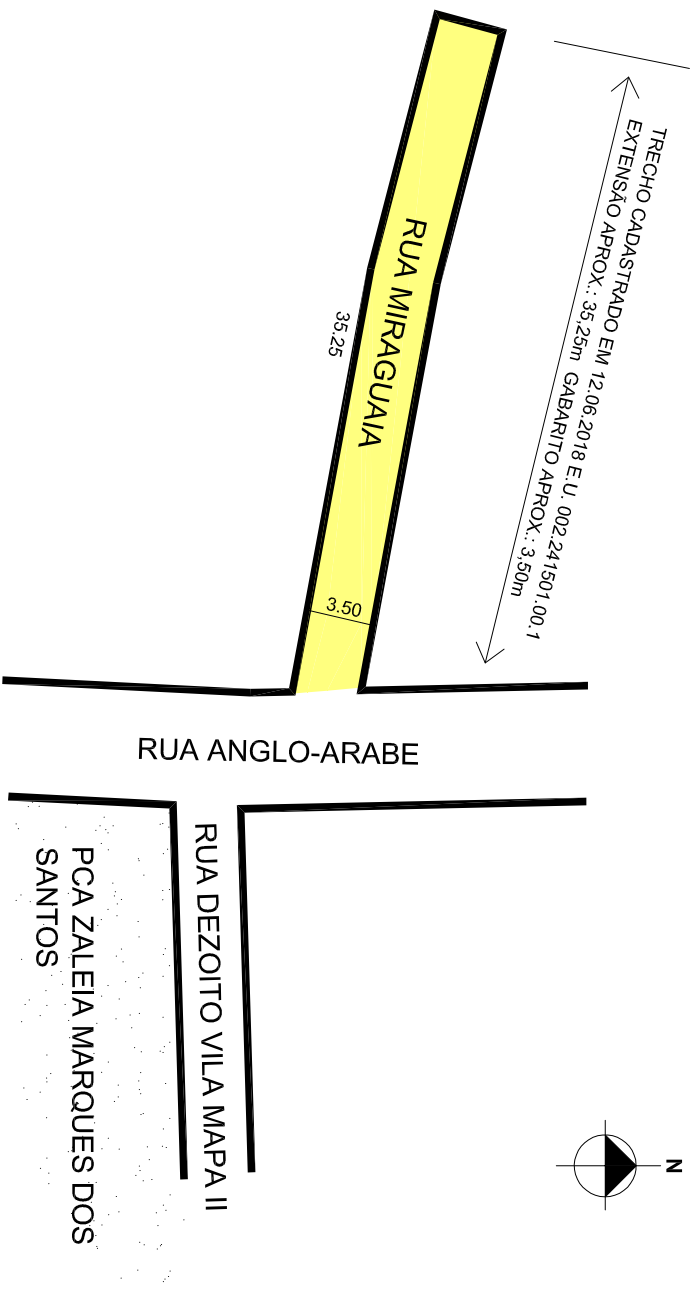 TRECHO CADASTRADO EM 12.06.2018 E.U. 002.241501.00.1
EXTENSÃO APROX.: 35,25m GABARITO APROX.: 3,50m
RUA MIRAGUAIA
35.25
3.50
RUA ANGLO-ARABE
RUA DEZOITO VILA MAPA II
PCA ZALEIA MARQUES DOS
SANTOS
N